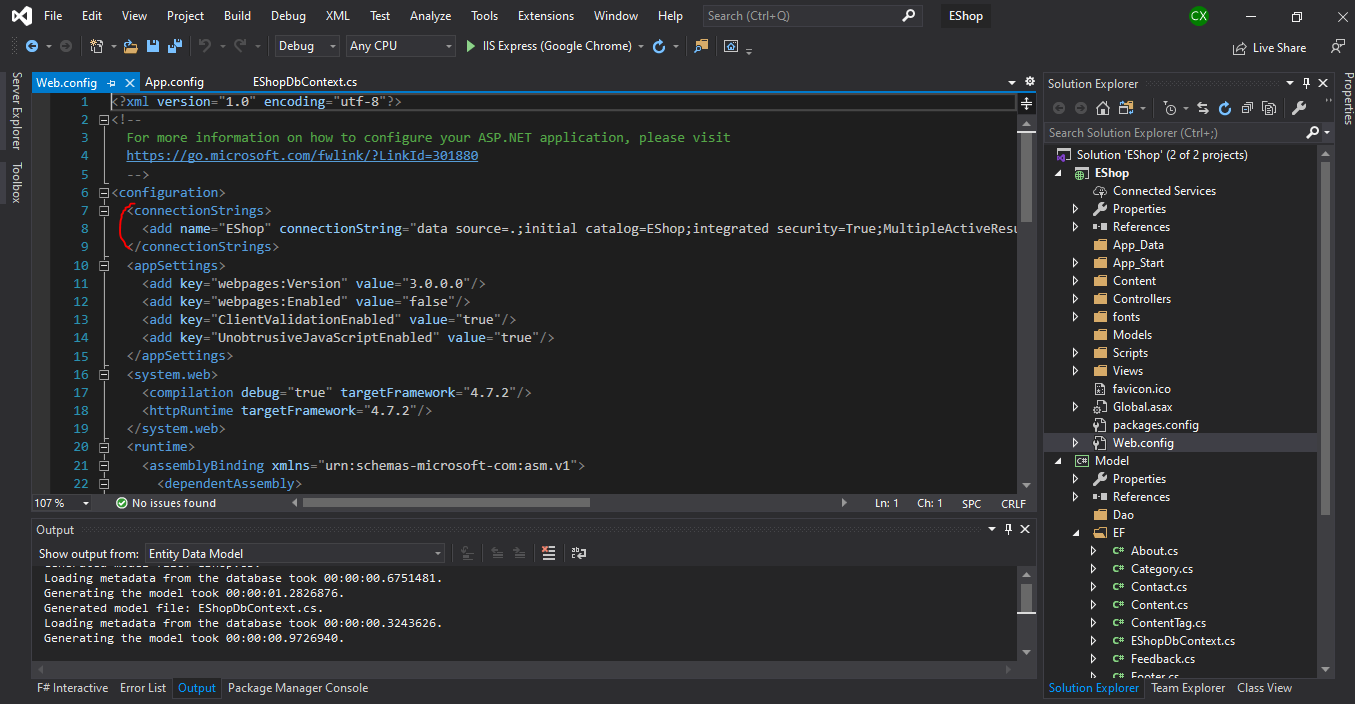 File Edit View Project Build Debug XML Test Analyze Tools Extensions Window Help Search (Ctrl+Q) EShop CX
Debug Any CPU IIS Express (Google Chrome) Live Share
Server Explorer
Toolbox
Web.config App.config EShopDbContext.cs
1 <?xml version="1.0" encoding="utf-8"?>
2 <!--
3 For more information on how to configure your ASP.NET application, please visit
4 https://go.microsoft.com/fwlink/?LinkId=301880
5 -->
6 <configuration>
7 <connectionStrings>
8 <add name="EShop" connectionString="data source=.;initial catalog=EShop;integrated security=True;MultipleActiveResu
9 </connectionStrings>
10 <appSettings>
11 <add key="webpages:Version" value="3.0.0.0"/>
12 <add key="webpages:Enabled" value="false"/>
13 <add key="ClientValidationEnabled" value="true"/>
14 <add key="UnobtrusiveJavaScriptEnabled" value="true"/>
15 </appSettings>
16 <system.web>
17 <compilation debug="true" targetFramework="4.7.2"/>
18 <httpRuntime targetFramework="4.7.2"/>
19 </system.web>
20 <runtime>
21 <assemblyBinding xmlns="urn:schemas-microsoft-com:asm.v1">
22 <dependentAssembly>
107 % No issues found Ln: 1 Ch: 1 SPC CRLF
Output
Show output from: Entity Data Model
Loading metadata from the database took 00:00:00.6751481.
Generating the model took 00:00:01.2826876.
Generated model file: EShopDbContext.cs.
Loading metadata from the database took 00:00:00.3243626.
Generating the model took 00:00:00.9726940.
F# Interactive Error List Output Package Manager Console
Solution Explorer
Search Solution Explorer (Ctrl+;)
Solution 'EShop' (2 of 2 projects)
EShop
Connected Services
Properties
References
App_Data
App_Start
Content
Controllers
fonts
Models
Scripts
Views
favicon.ico
Global.asax
packages.config
Web.config
C# Model
Properties
References
Dao
EF
C# About.cs
C# Category.cs
C# Contact.cs
C# Content.cs
C# ContentTag.cs
C# EShopDbContext.cs
C# Feedback.cs
C# Footer.cs
Solution Explorer Team Explorer Class View
Properties